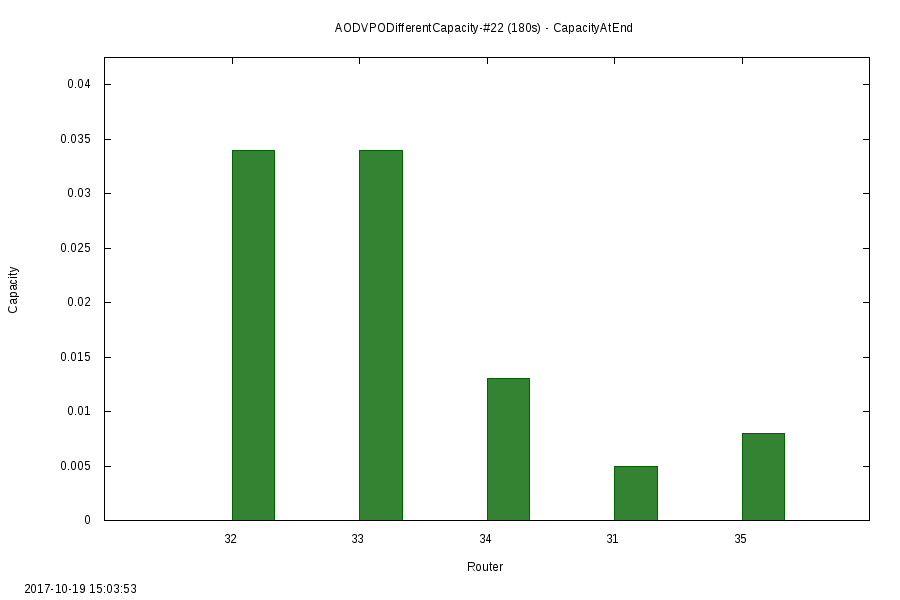 AODVPODifferentCapacity-#22 (180s) - CapacityAtEnd
0.04
0.035
0.03
0.025
0.02
0.015
0.01
0.005
0
Capacity
32 33 34 31 35
Router
2017-10-19 15:03:53